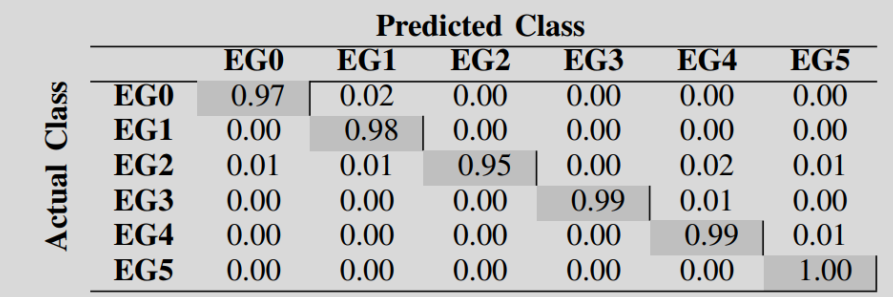 Predicted Class
EG0 EG1 EG2 EG3 EG4 EG5
Actual Class
EG0 0.97 0.02 0.00 0.00 0.00 0.00
EG1 0.00 0.98 0.00 0.00 0.00 0.00
EG2 0.01 0.01 0.95 0.00 0.02 0.01
EG3 0.00 0.00 0.00 0.99 0.01 0.00
EG4 0.00 0.00 0.00 0.00 0.99 0.01
EG5 0.00 0.00 0.00 0.00 0.00 1.00